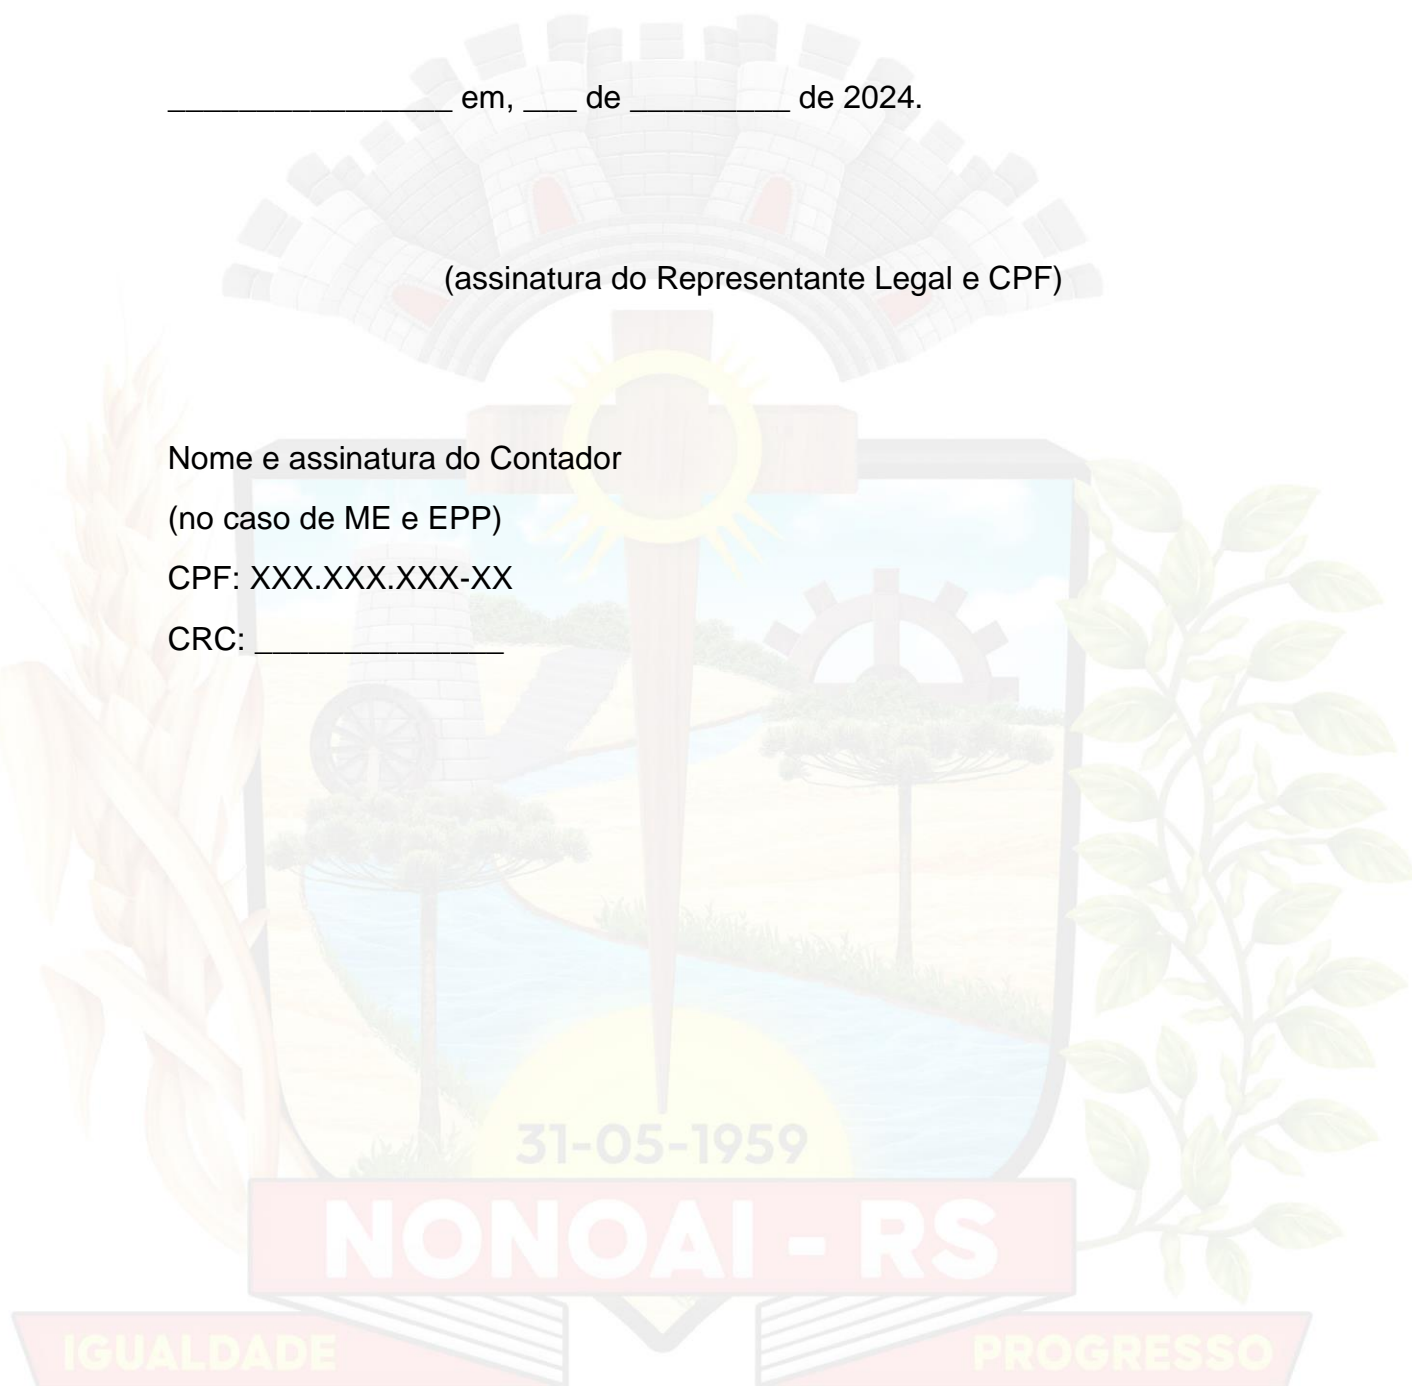 ________________ em, ___ de _________ de 2024.
(assinatura do Representante Legal e CPF)
Nome e assinatura do Contador
(no caso de ME e EPP)
CPF: XXX.XXX.XXX-XX
CRC: ______________
31-05-1959
NONOAI - RS
IGUALDADE
PROGRESSO